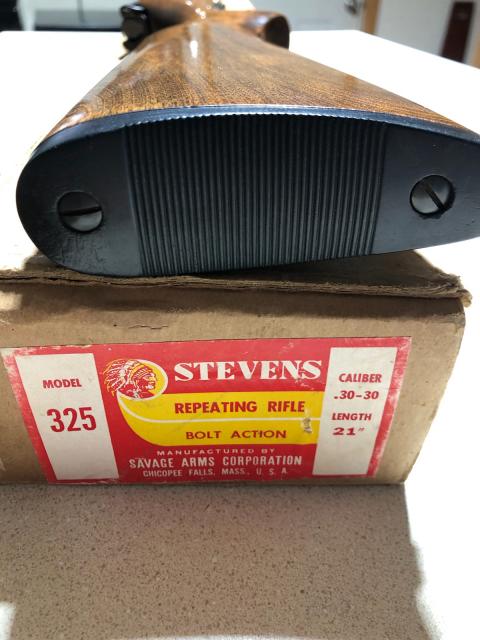 MODEL
325
STEVENS
REPEATING RIFLE
BOLT ACTION
MANUFACTURED BY
SAVAGE ARMS CORPORATION
CHICOPEE FALLS, MASS., U. S. A.
CALIBER
.30-30
LENGTH
21"